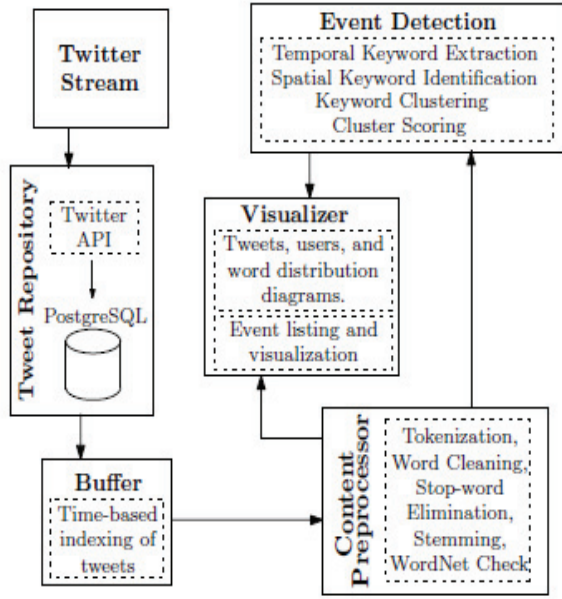 Twitter
Stream
Tweet Repository
Twitter
API
PostgreSQL
Buffer
Time-based
indexing of
tweets
Event Detection
Temporal Keyword Extraction
Spatial Keyword Identification
Keyword Clustering
Cluster Scoring
Visualizer
Tweets, users, and
word distribution
diagrams.
Event listing and
visualization
Content
Preprocessor
Tokenization,
Word Cleaning,
Stop-word
Elimination,
Stemming,
WordNet Check